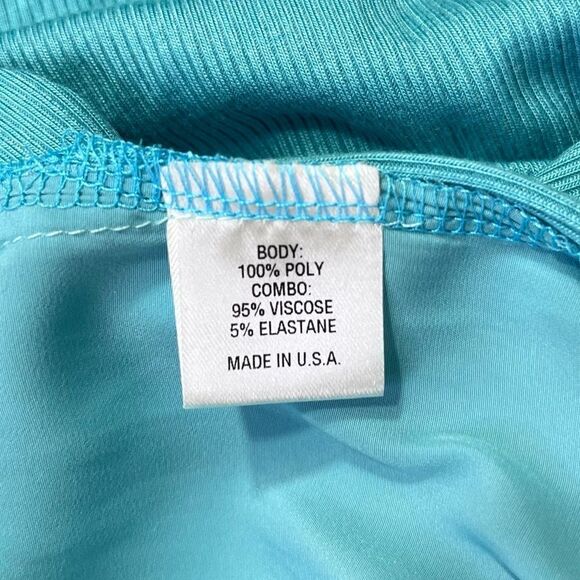 BODY:
100% POLY
COMBO:
95% VISCOSE
5% ELASTANE
MADE IN U.S.A.